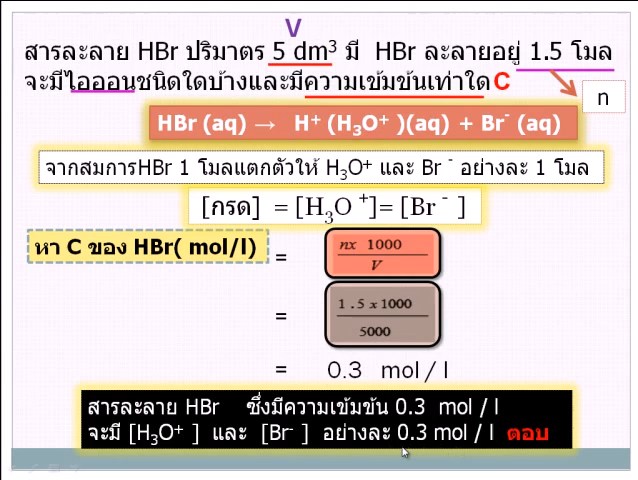 V
สารละลาย HBr ปริมาตร 5 dm³ มี HBr ละลายอยู่ 1.5 โมล
จะมีไอออนชนิดใดบ้างและมีความเข้มข้นเท่าใด C
n
HBr (aq) → H⁺ (H₃O⁺ )(aq) + Br⁻ (aq)
จากสมการHBr 1 โมลแตกตัวให้ H₃O⁺ และ Br ⁻ อย่างละ 1 โมล
[กรด] = [H₃O ⁺]= [Br ⁻ ]
หา C ของ HBr( mol/l) = nx 1000
V
= 1 . 5 x 1000
5000
= 0.3 mol / l
สารละลาย HBr ซึ่งมีความเข้มข้น 0.3 mol / l
จะมี [H₃O⁺ ] และ [Br⁻ ] อย่างละ 0.3 mol / l ตอบ